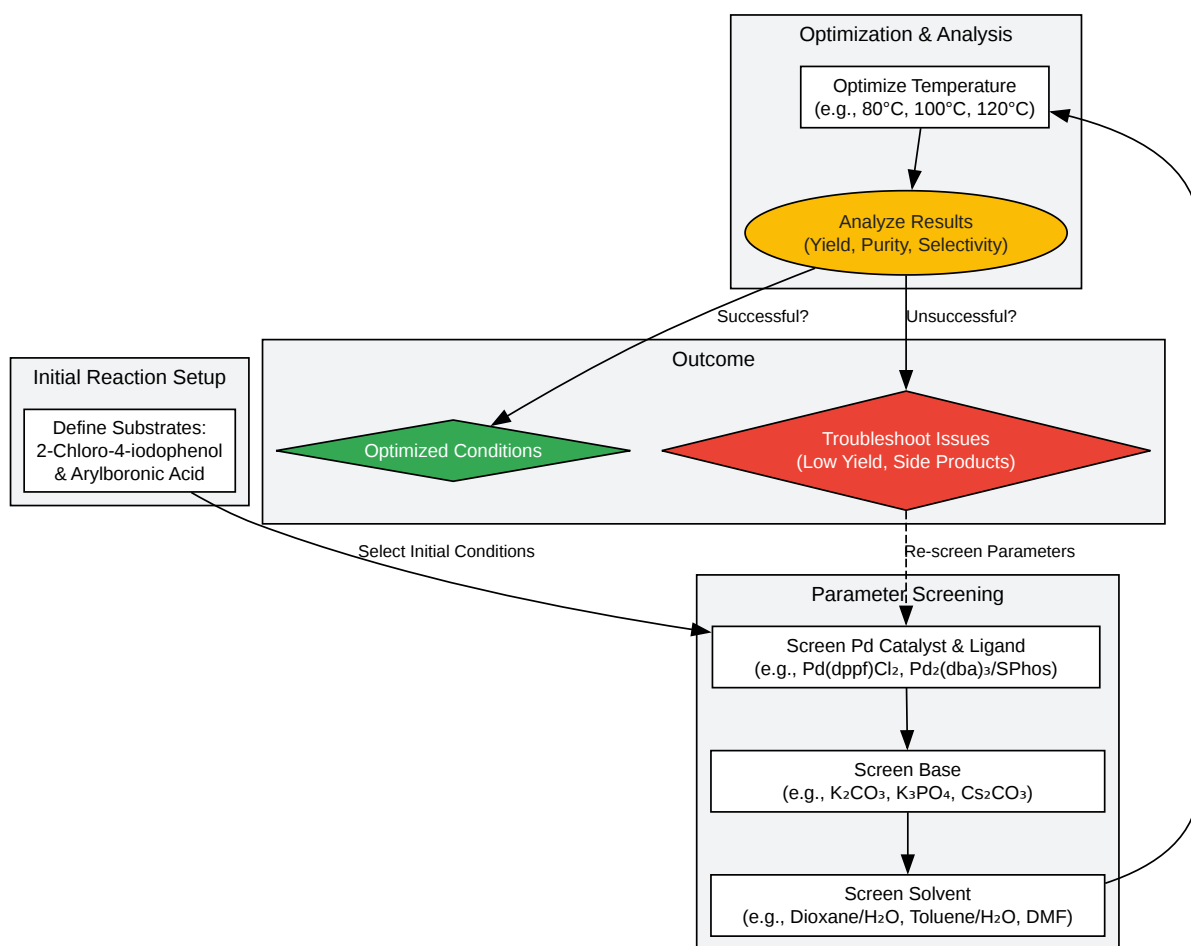 Optimization & Analysis
Optimize Temperature
(e.g., 80°C, 100°C, 120°C)
Analyze Results
(Yield, Purity, Selectivity)
Successful?
Unsuccessful?
Outcome
Initial Reaction Setup
Define Substrates:
2-Chloro-4-iodophenol
& Arylboronic Acid
Optimized Conditions
Troubleshoot Issues
(Low Yield, Side Products)
Select Initial Conditions
Re-screen Parameters
Parameter Screening
Screen Pd Catalyst & Ligand
(e.g., Pd(dppf)Cl₂, Pd₂(dba)₃/SPhos)
Screen Base
(e.g., K₂CO₃, K₃PO₄, Cs₂CO₃)
Screen Solvent
(e.g., Dioxane/H₂O, Toluene/H₂O, DMF)